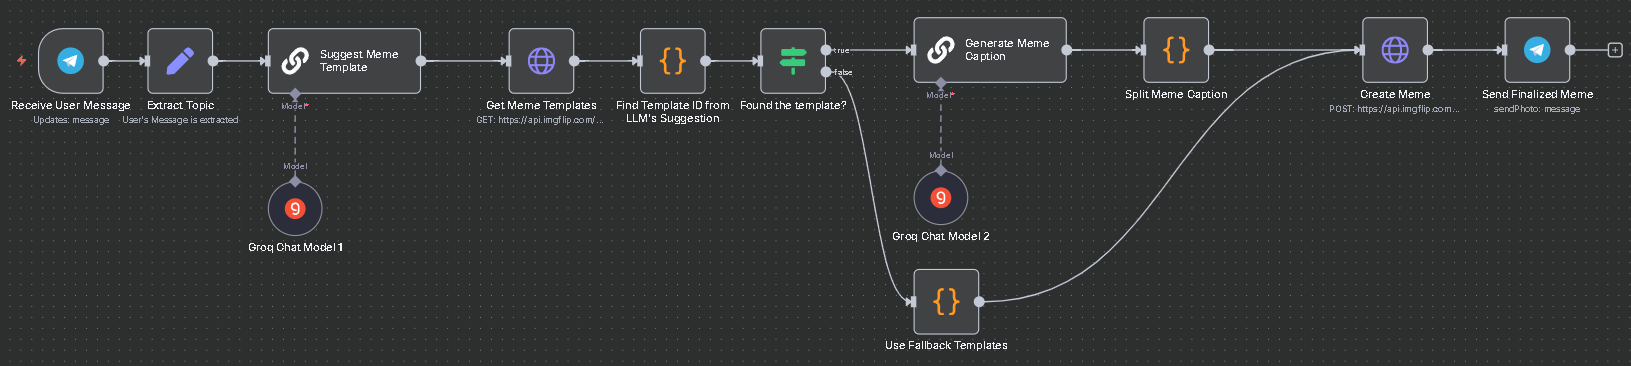 Receive User Message
Updates: message
Extract Topic
User's Message is extracted
Suggest Meme
Template
Model*
Model
Groq Chat Model 1
Get Meme Templates
GET: https://api.imgflip.com/...
Find Template ID from
LLM's Suggestion
Found the template?
true
false
Generate Meme
Caption
Model*
Model
Groq Chat Model 2
Use Fallback Templates
Split Meme Caption
Create Meme
POST: https://api.imgflip.com...
Send Finalized Meme
sendPhoto: message